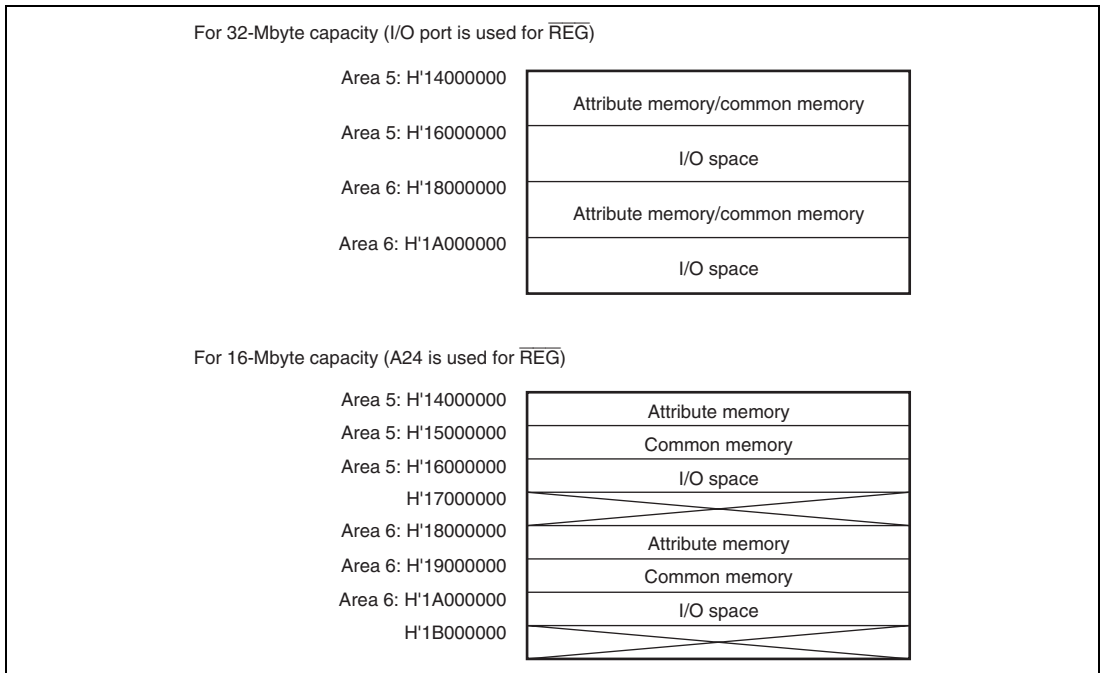 For 32-Mbyte capacity (I/O port is used for R̅E̅G̅)
Area 5: H'14000000
Attribute memory/common memory
Area 5: H'16000000
I/O space
Area 6: H'18000000
Attribute memory/common memory
Area 6: H'1A000000
I/O space
For 16-Mbyte capacity (A24 is used for R̅E̅G̅)
Area 5: H'14000000
Attribute memory
Area 5: H'15000000
Common memory
Area 5: H'16000000
I/O space
H'17000000
Area 6: H'18000000
Attribute memory
Area 6: H'19000000
Common memory
Area 6: H'1A000000
I/O space
H'1B000000